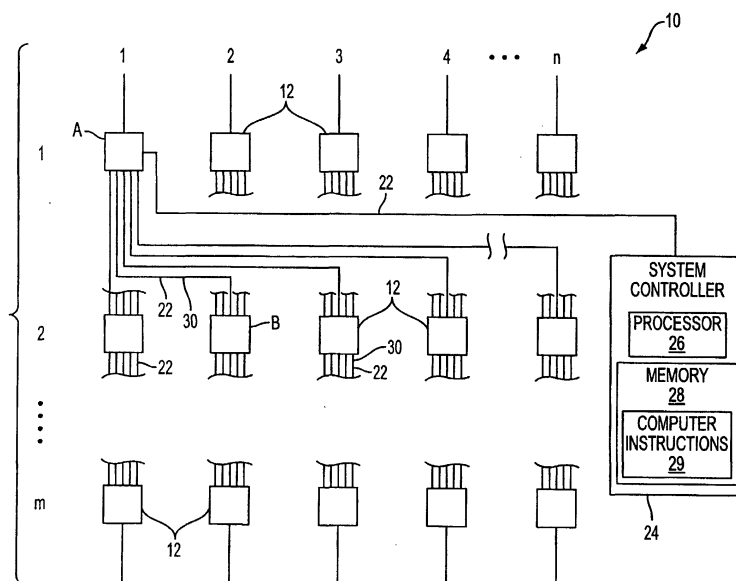 10
1 2 3 4 • • • n
12
A
1
22
SYSTEM
CONTROLLER
PROCESSOR
26
MEMORY
28
COMPUTER
INSTRUCTIONS
29
24
12
22
30
B
2
30
22
22
m
12